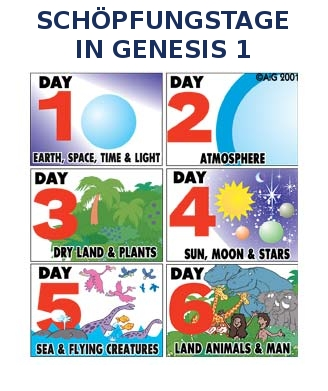 SCHÖPFUNGSTAGE
IN GENESIS 1
©AiG 2001
DAY
1
EARTH, SPACE, TIME & LIGHT
DAY
2
ATMOSPHERE
DAY
3
DRY LAND & PLANTS
DAY
4
SUN, MOON & STARS
DAY
5
SEA & FLYING CREATURES
DAY
6
LAND ANIMALS & MAN